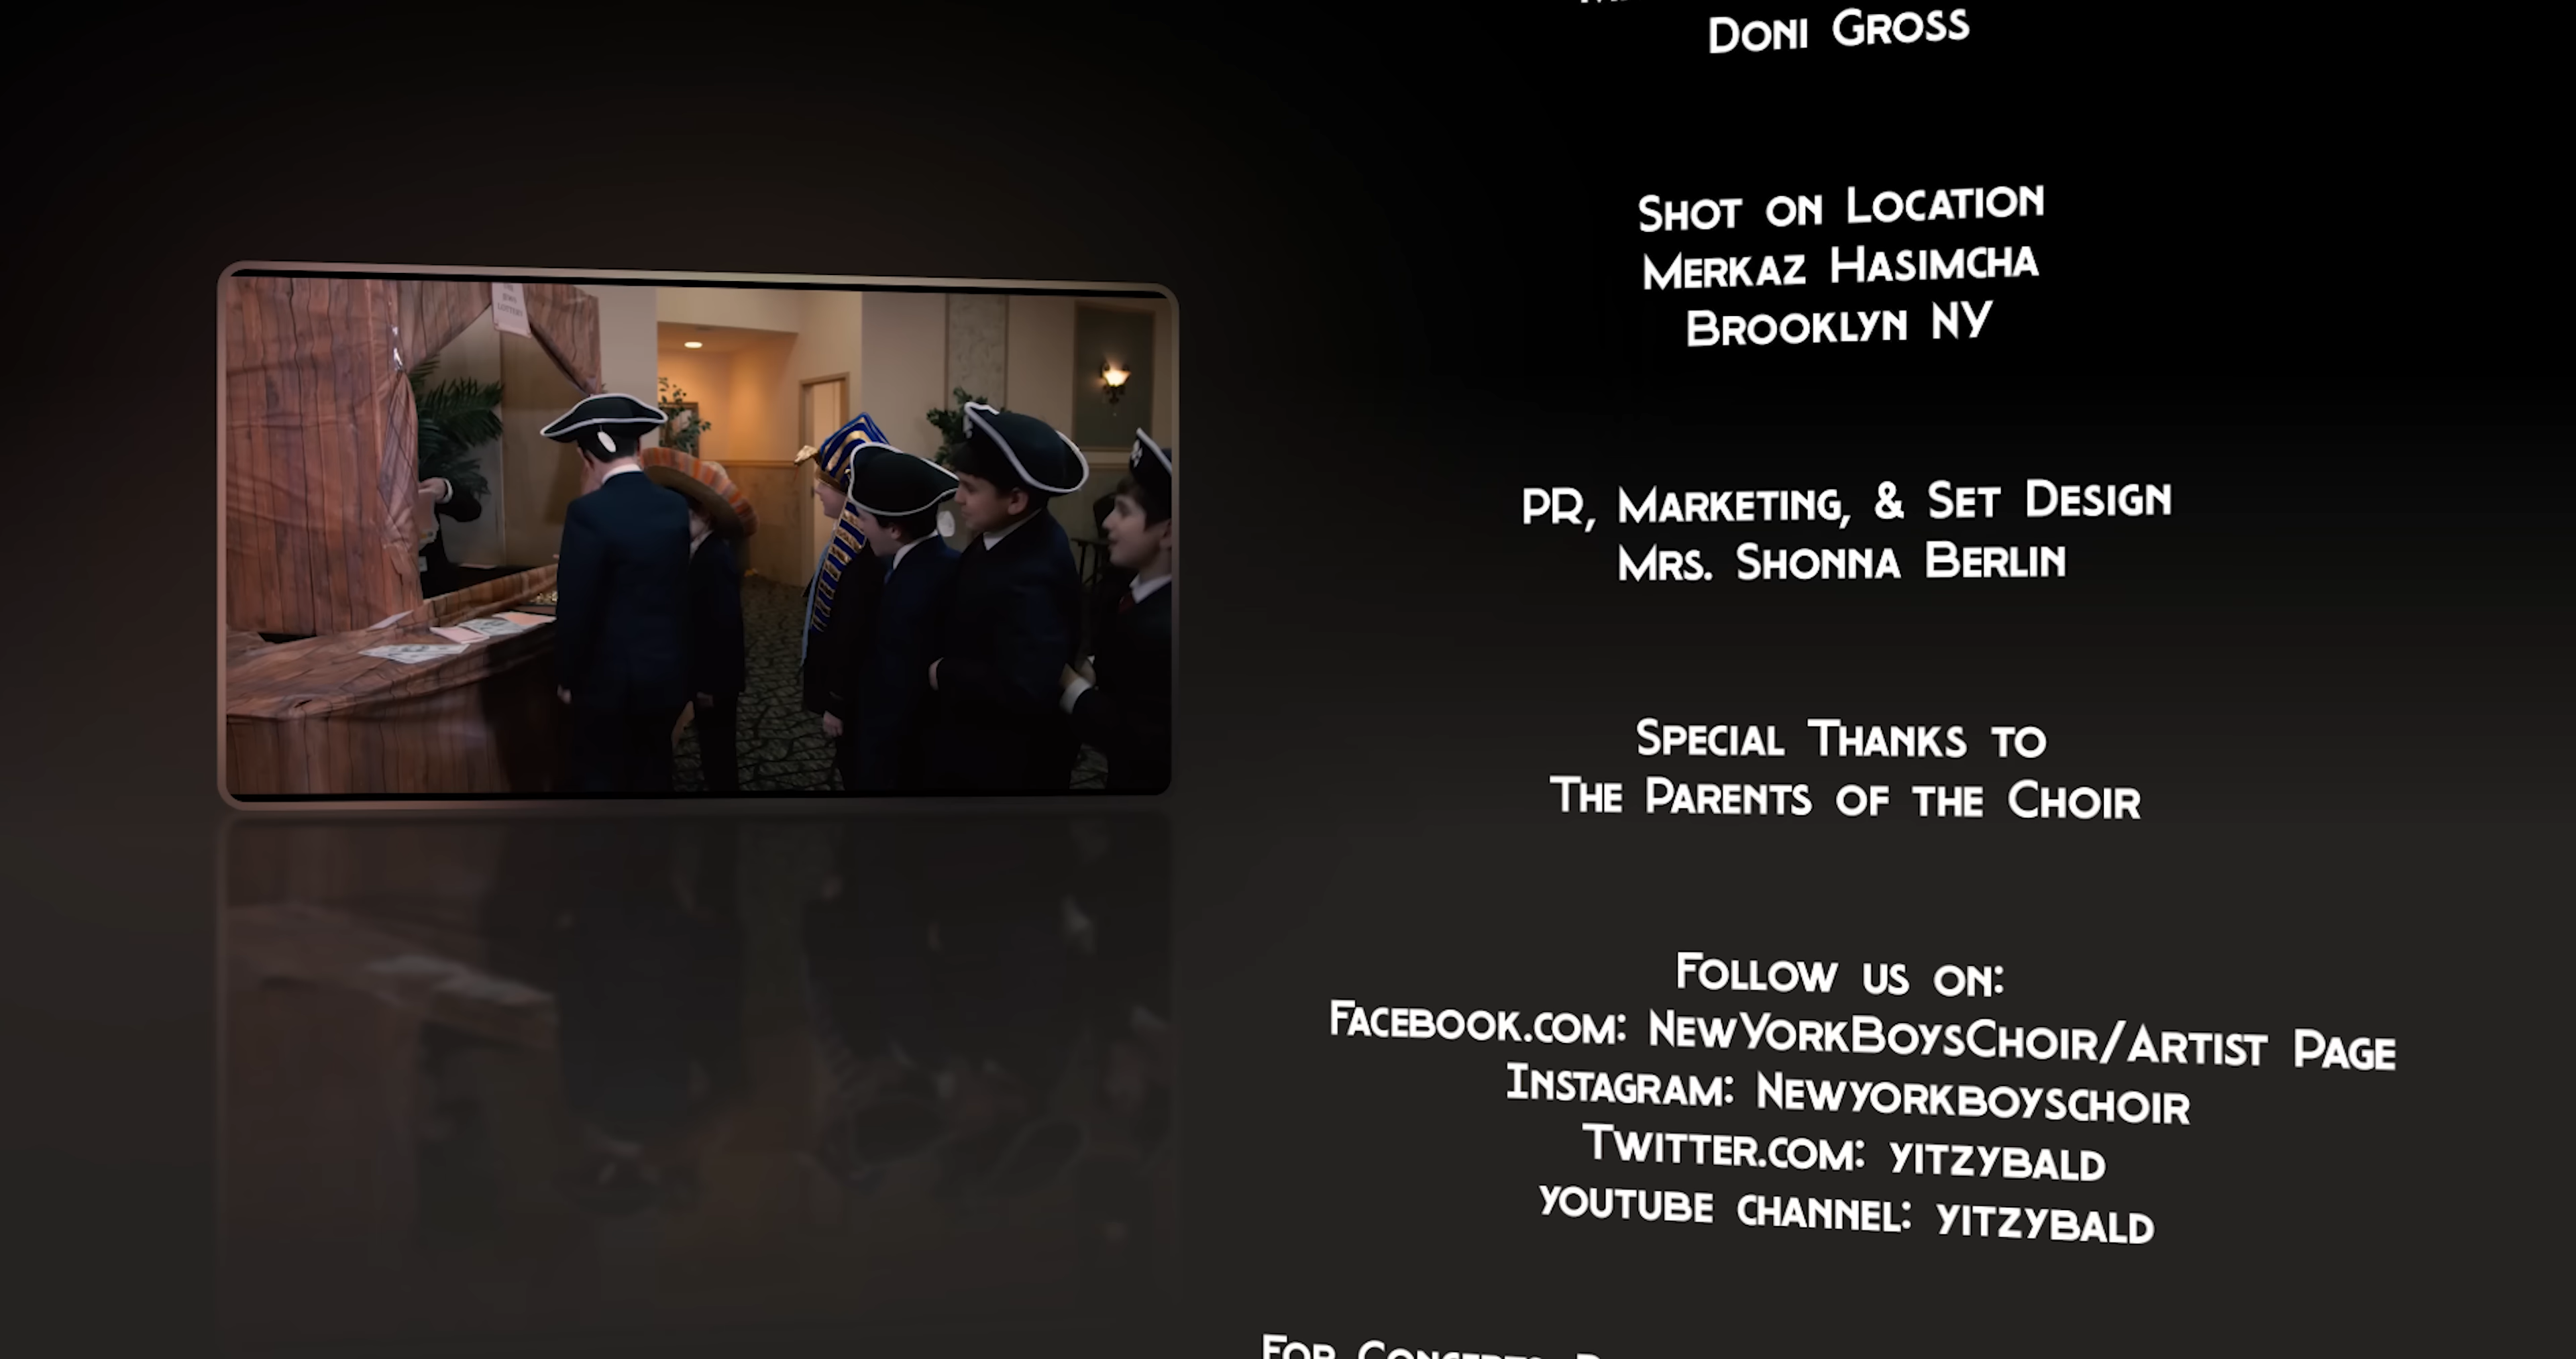 Doni Gross
Shot on Location
Merkaz Hasimcha
Brooklyn NY
PR, Marketing, & Set Design
Mrs. Shonna Berlin
Special Thanks to
The Parents of the Choir
Follow us on:
Facebook.com: NewYorkBoysChoir/Artist Page
Instagram: Newyorkboyschoir
Twitter.com: yitzybald
youtube channel: yitzybald
For Concerts